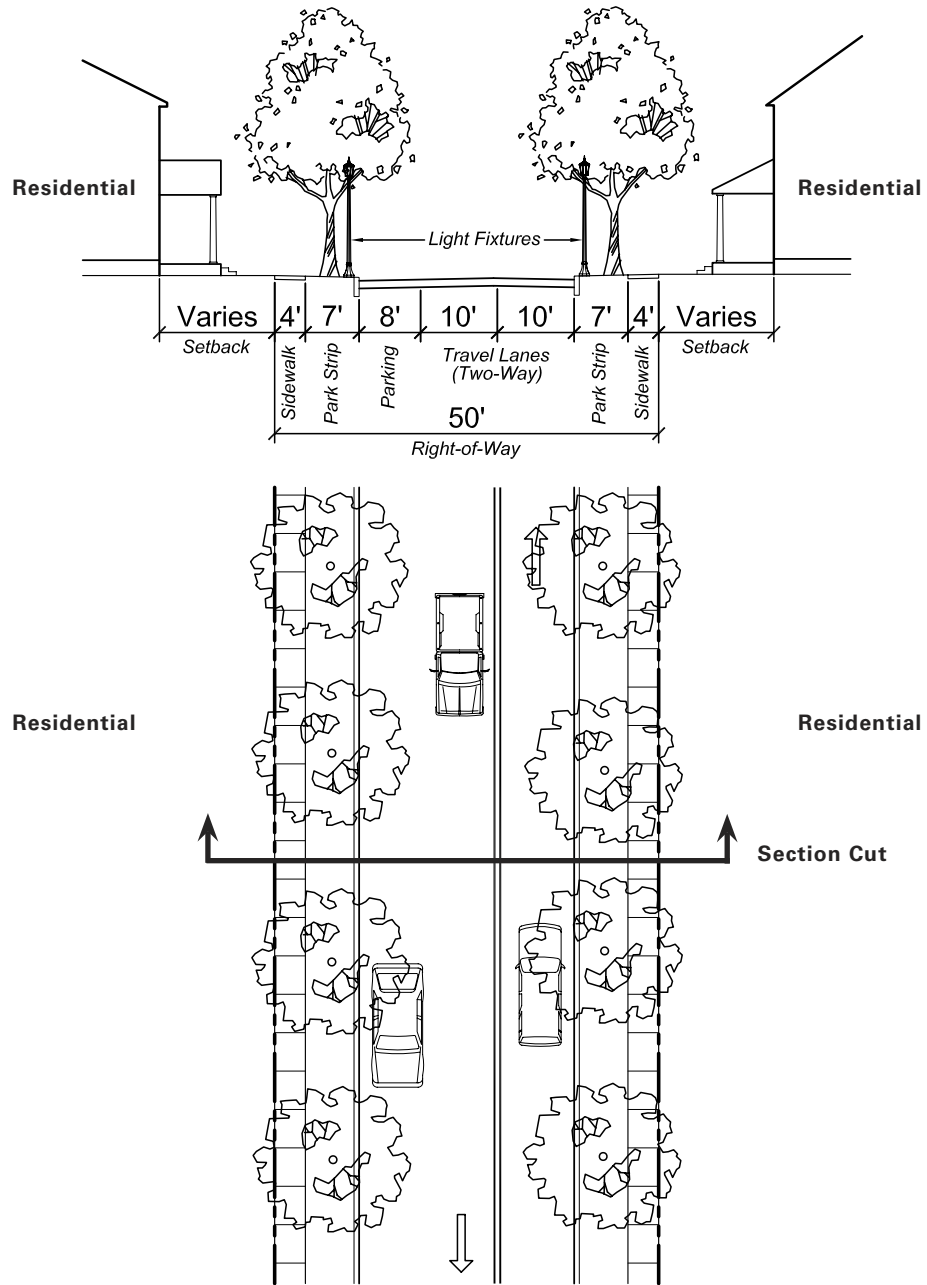 Residential
Residential
Light Fixtures
Varies 4' 7' 8' 10' 10' 7' 4' Varies
Setback
Sidewalk
Park Strip
Parking
Travel Lanes
(Two-Way)
Park Strip
Sidewalk
Setback
50'
Right-of-Way
Residential
Residential
Section Cut